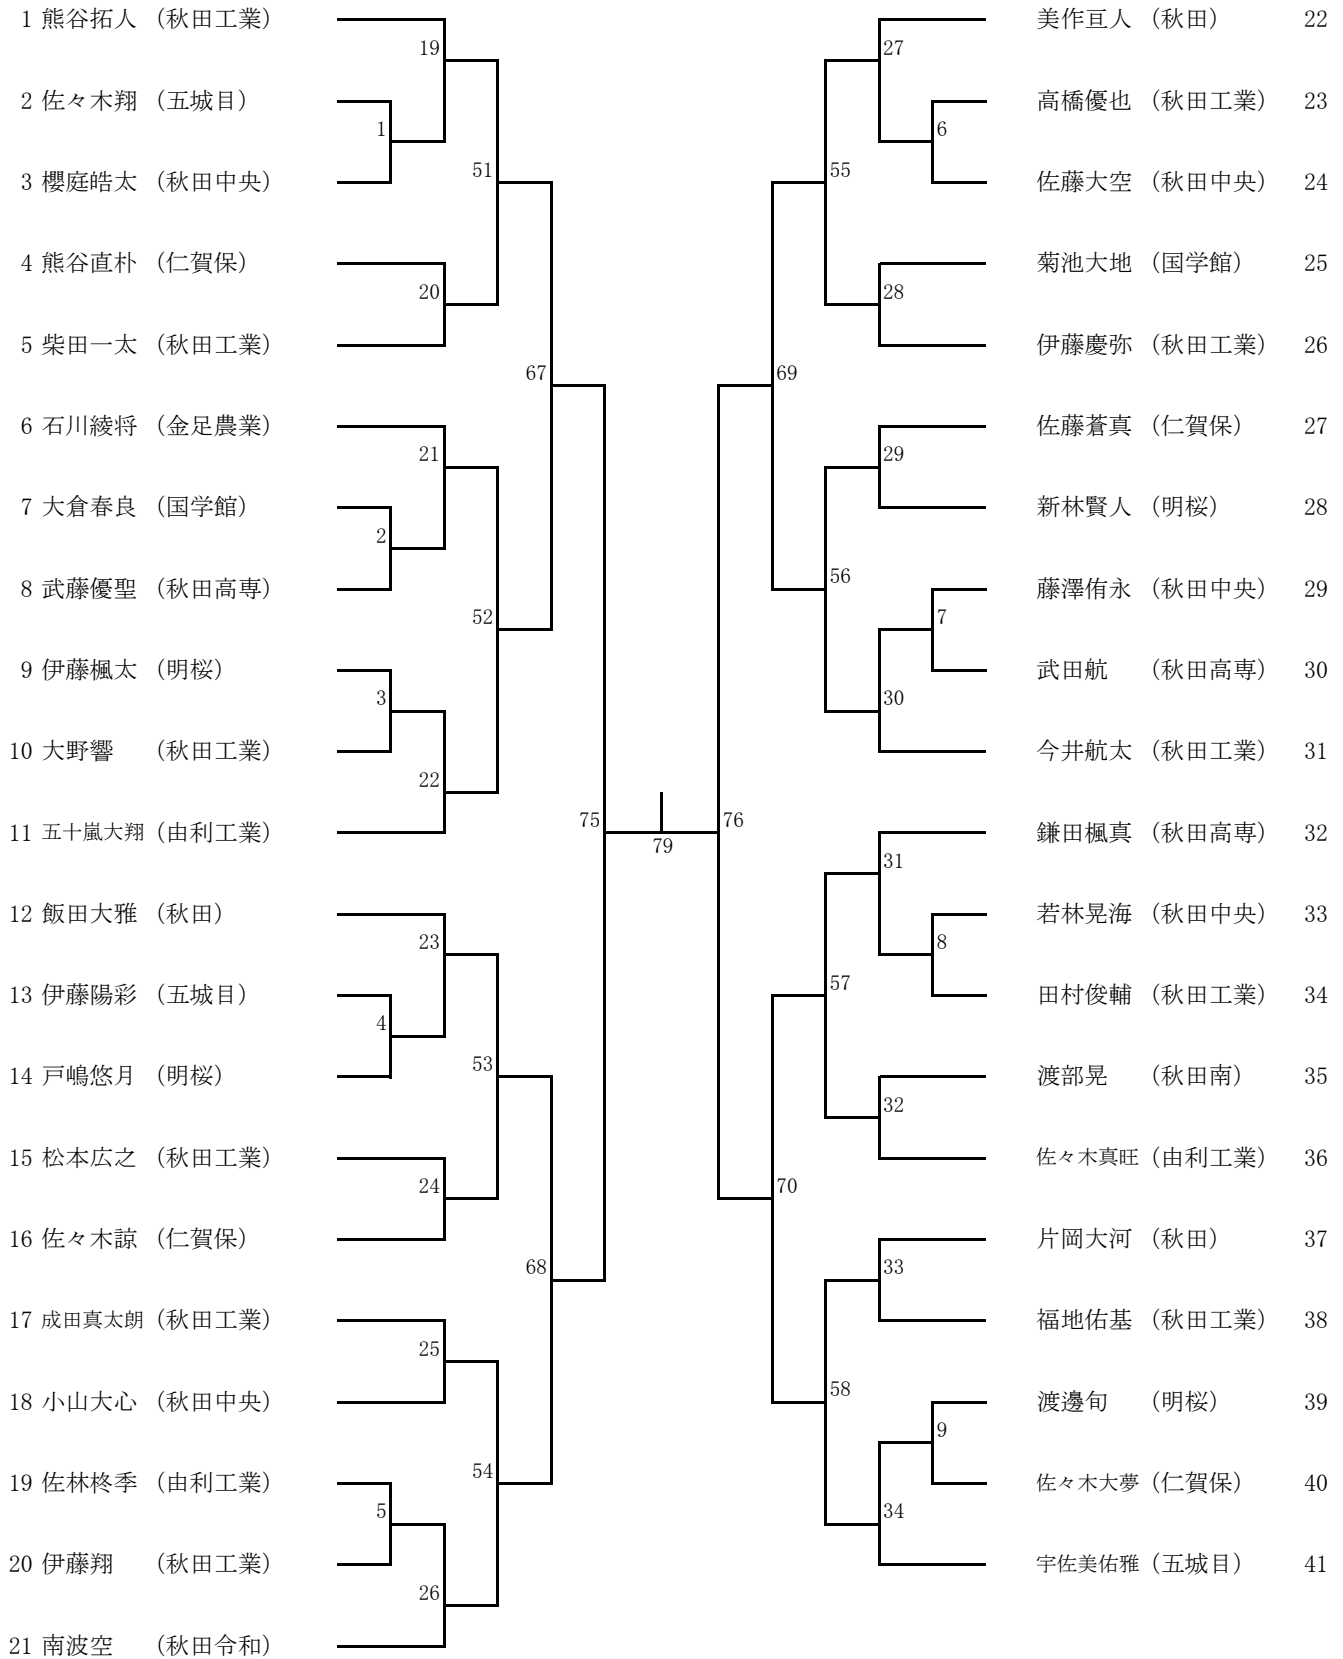 1 熊谷拓人 （秋田工業）
2 佐々木翔 （五城目）
3 櫻庭皓太 （秋田中央）
4 熊谷直朴 （仁賀保）
5 柴田一太 （秋田工業）
6 石川綾将 （金足農業）
7 大倉春良 （国学館）
8 武藤優聖 （秋田高専）
9 伊藤楓太 （明桜）
10 大野響 （秋田工業）
11 五十嵐大翔 （由利工業）
12 飯田大雅 （秋田）
13 伊藤陽彩 （五城目）
14 戸嶋悠月 （明桜）
15 松本広之 （秋田工業）
16 佐々木諒 （仁賀保）
17 成田真太朗 （秋田工業）
18 小山大心 （秋田中央）
19 佐林柊季 （由利工業）
20 伊藤翔 （秋田工業）
21 南波空 （秋田令和）
19
1
51
20
67
21
2
52
3
22
75
23
4
53
24
68
25
54
5
26
79
27
6
55
28
69
29
56
7
30
76
31
8
57
32
70
33
58
9
34
美作亘人 （秋田） 22
高橋優也 （秋田工業） 23
佐藤大空 （秋田中央） 24
菊池大地 （国学館） 25
伊藤慶弥 （秋田工業） 26
佐藤蒼真 （仁賀保） 27
新林賢人 （明桜） 28
藤澤侑永 （秋田中央） 29
武田航 （秋田高専） 30
今井航太 （秋田工業） 31
鎌田楓真 （秋田高専） 32
若林晃海 （秋田中央） 33
田村俊輔 （秋田工業） 34
渡部晃 （秋田南） 35
佐々木真旺 （由利工業） 36
片岡大河 （秋田） 37
福地佑基 （秋田工業） 38
渡邊旬 （明桜） 39
佐々木大夢 （仁賀保） 40
宇佐美佑雅 （五城目） 41